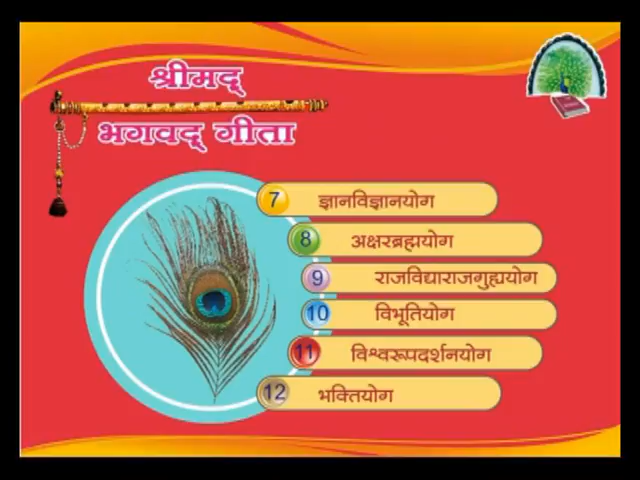 श्रीमद्
भगवद् गीता
7 ज्ञानविज्ञानयोग
8 अक्षरब्रह्मयोग
9 राजविद्याराजगुह्ययोग
10 विभूतियोग
11 विश्वरूपदर्शनयोग
12 भक्तियोग